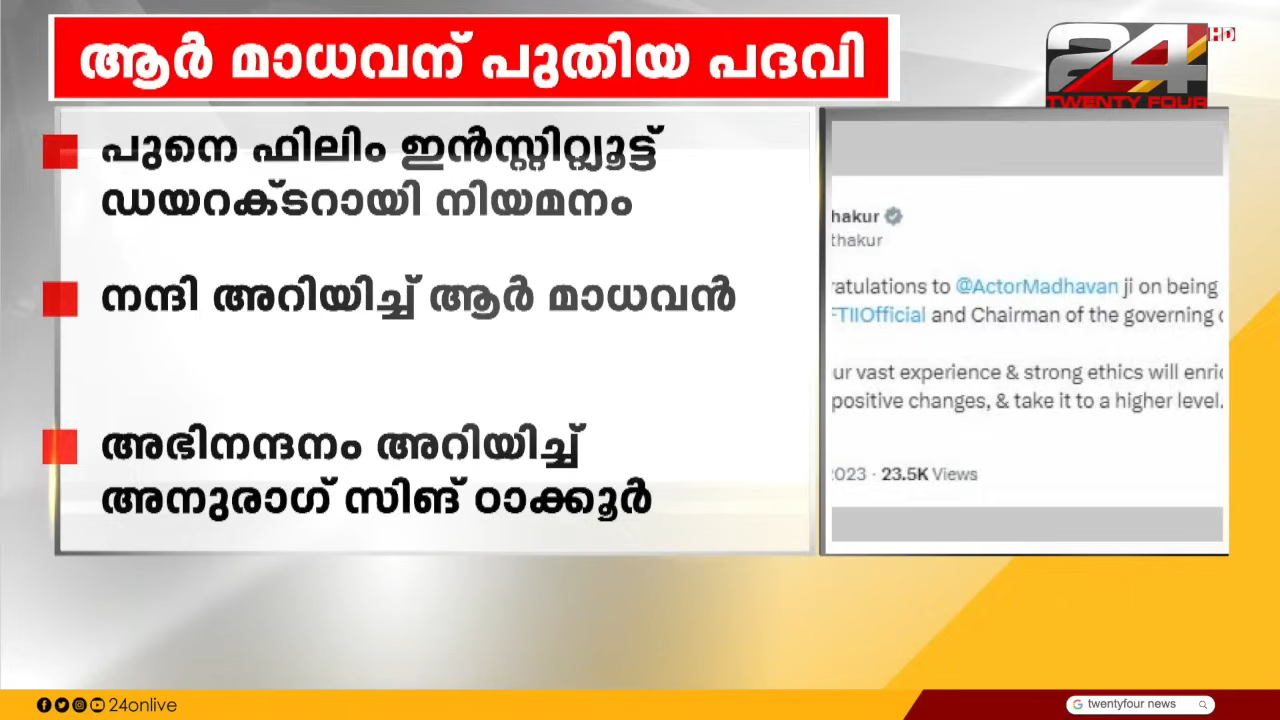 ആർ മാധവന് പുതിയ പദവി
24 HD
TWENTY FOUR
പുനെ ഫിലിം ഇൻസ്റ്റിറ്റ്യൂട്ട്
ഡയറക്ടറായി നിയമനം
നന്ദി അറിയിച്ച് ആർ മാധവൻ
അഭിനന്ദനം അറിയിച്ച്
അനുരാഗ് സിങ് ഠാക്കൂർ
hakur
thakur
ratulations to @ActorMadhavan ji on being
FTIIOfficial and Chairman of the governing c
ur vast experience & strong ethics will enric
positive changes, & take it to a higher level.
2023 · 23.5K Views
24onlive
twentyfour news